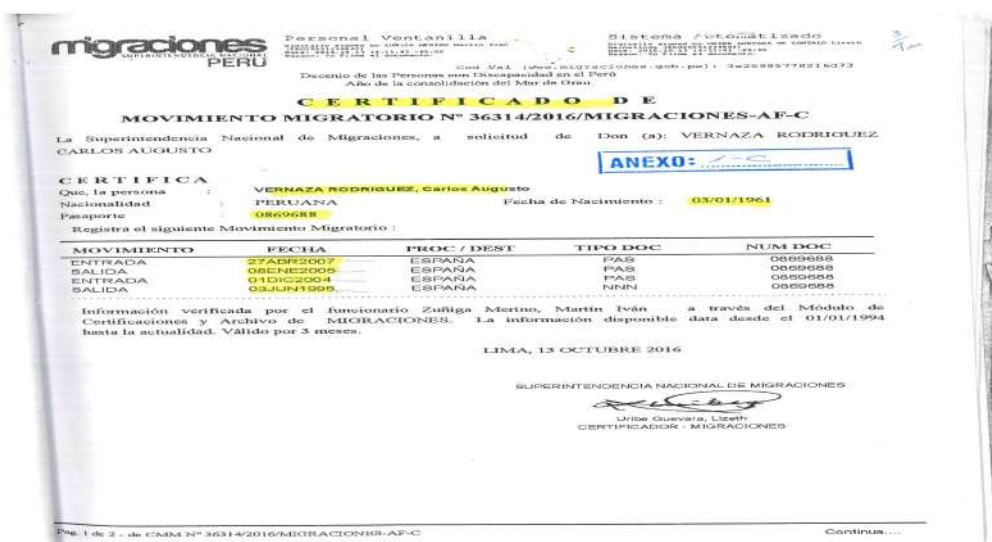 migraciones
SUPERINTENDENCIA NACIONAL
PERÚ
Personal Ventanilla
Sistema Automatizado
Cod Val (www.migraciones.gob.pe): 3e26895778216d73
Decenio de las Personas con Discapacidad en el Perú
Año de la consolidación del Mar de Grau.
CERTIFICADO DE
MOVIMIENTO MIGRATORIO Nº 36314/2016/MIGRACIONES-AF-C
La Superintendencia Nacional de Migraciones, a solicitud de Don (a): VERNAZA RODRIGUEZ
CARLOS AUGUSTO
ANEXO: 1-C
CERTIFICA
Que, la persona : VERNAZA RODRIGUEZ, Carlos Augusto
Nacionalidad : PERUANA Fecha de Nacimiento : 03/01/1961
Pasaporte : 0869688
Registra el siguiente Movimiento Migratorio :
MOVIMIENTO FECHA PROC / DEST TIPO DOC NUM DOC
ENTRADA 27ABR2007 ESPAÑA PAS 0869688
SALIDA 08ENE2005 ESPAÑA PAS 0869688
ENTRADA 01DIC2004 ESPAÑA PAS 0869688
SALIDA 03JUN1995 ESPAÑA NNN 0869688
Información verificada por el funcionario Zuñiga Merino, Martín Iván a través del Módulo de
Certificaciones y Archivo de MIGRACIONES. La información disponible data desde el 01/01/1994
hasta la actualidad. Válido por 3 meses.
LIMA, 13 OCTUBRE 2016
SUPERINTENDENCIA NACIONAL DE MIGRACIONES
Uribe Guevara, Lizeth
CERTIFICADOR - MIGRACIONES
Pag. 1 de 2 - de CMM Nº 36314/2016/MIGRACIONES-AF-C
Continua....